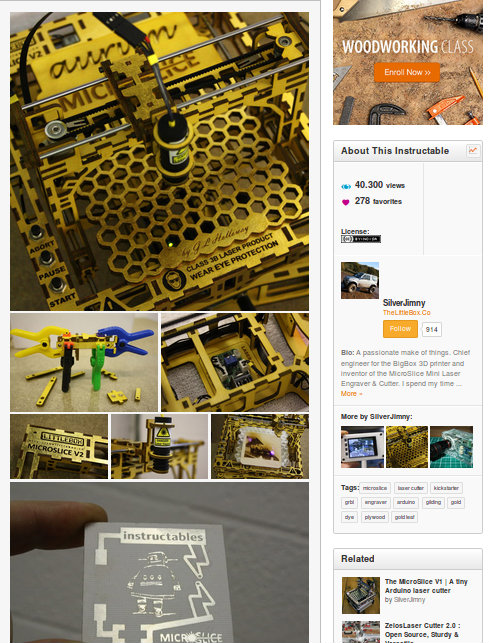 aurum
MICROSLICE
ABORT
PAUSE
START
by J L Holloway
CLASS 3B LASER PRODUCT
WEAR EYE PROTECTION
LITTLEBOX
MICROSLICE V2
instructables
MICROSLICE
WOODWORKING CLASS
Enroll Now >>
About This Instructable
40.300 views
278 favorites
License:
SilverJimny
TheLittleBox.Co
Follow
914
Bio: A passionate make of things. Chief
engineer for the BigBox 3D printer and
inventor of the MicroSlice Mini Laser
Engraver & Cutter. I spend my time ...
More »
More by SilverJimny:
Tags: microslice laser cutter kickstarter
grbl engraver arduino gilding gold
dye plywood gold leaf
Related
The MicroSlice V1 | A tiny
Arduino laser cutter
by SilverJimny
ZelosLaser Cutter 2.0 :
Open Source, Sturdy &
Versatile